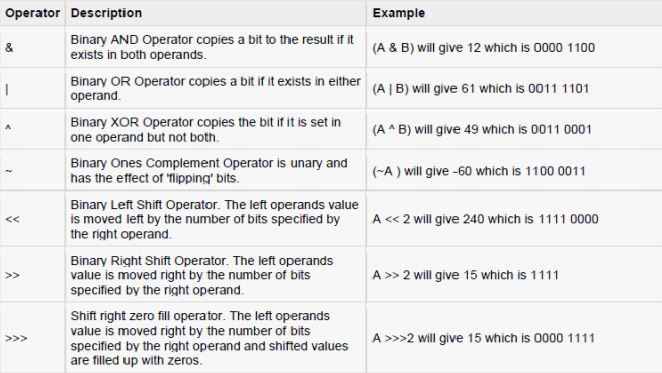 Operator Description Example
& Binary AND Operator copies a bit to the result if it (A & B) will give 12 which is 0000 1100
exists in both operands.
| Binary OR Operator copies a bit if it exists in either (A | B) will give 61 which is 0011 1101
operand.
^ Binary XOR Operator copies the bit if it is set in (A ^ B) will give 49 which is 0011 0001
one operand but not both.
~ Binary Ones Complement Operator is unary and (~A ) will give -60 which is 1100 0011
has the effect of 'flipping' bits.
Binary Left Shift Operator. The left operands value
<< is moved left by the number of bits specified by A << 2 will give 240 which is 1111 0000
the right operand.
Binary Right Shift Operator. The left operands
>> value is moved right by the number of bits A >> 2 will give 15 which is 1111
specified by the right operand.
Shift right zero fill operator. The left operands
value is moved right by the number of bits
>>> specified by the right operand and shifted values A >>>2 will give 15 which is 0000 1111
are filled up with zeros.